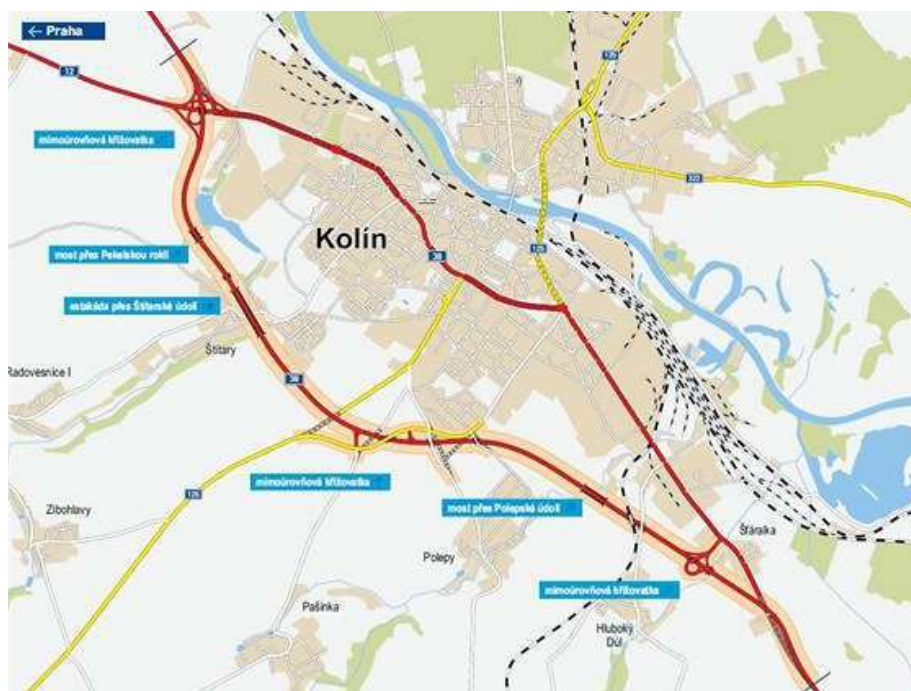 ← Praha
12
125
mimoúrovňová křižovatka
322
Kolín
38
125
most přes Pekelskou rokli
estakáda přes Štítarské údolí
Štítary
Radovesnice I
38
mimoúrovňová křižovatka
125
most přes Polepské údolí
Zibohlavy
Polepy
Šťáralka
mimoúrovňová křižovatka
Pašinka
Hluboký
Důl